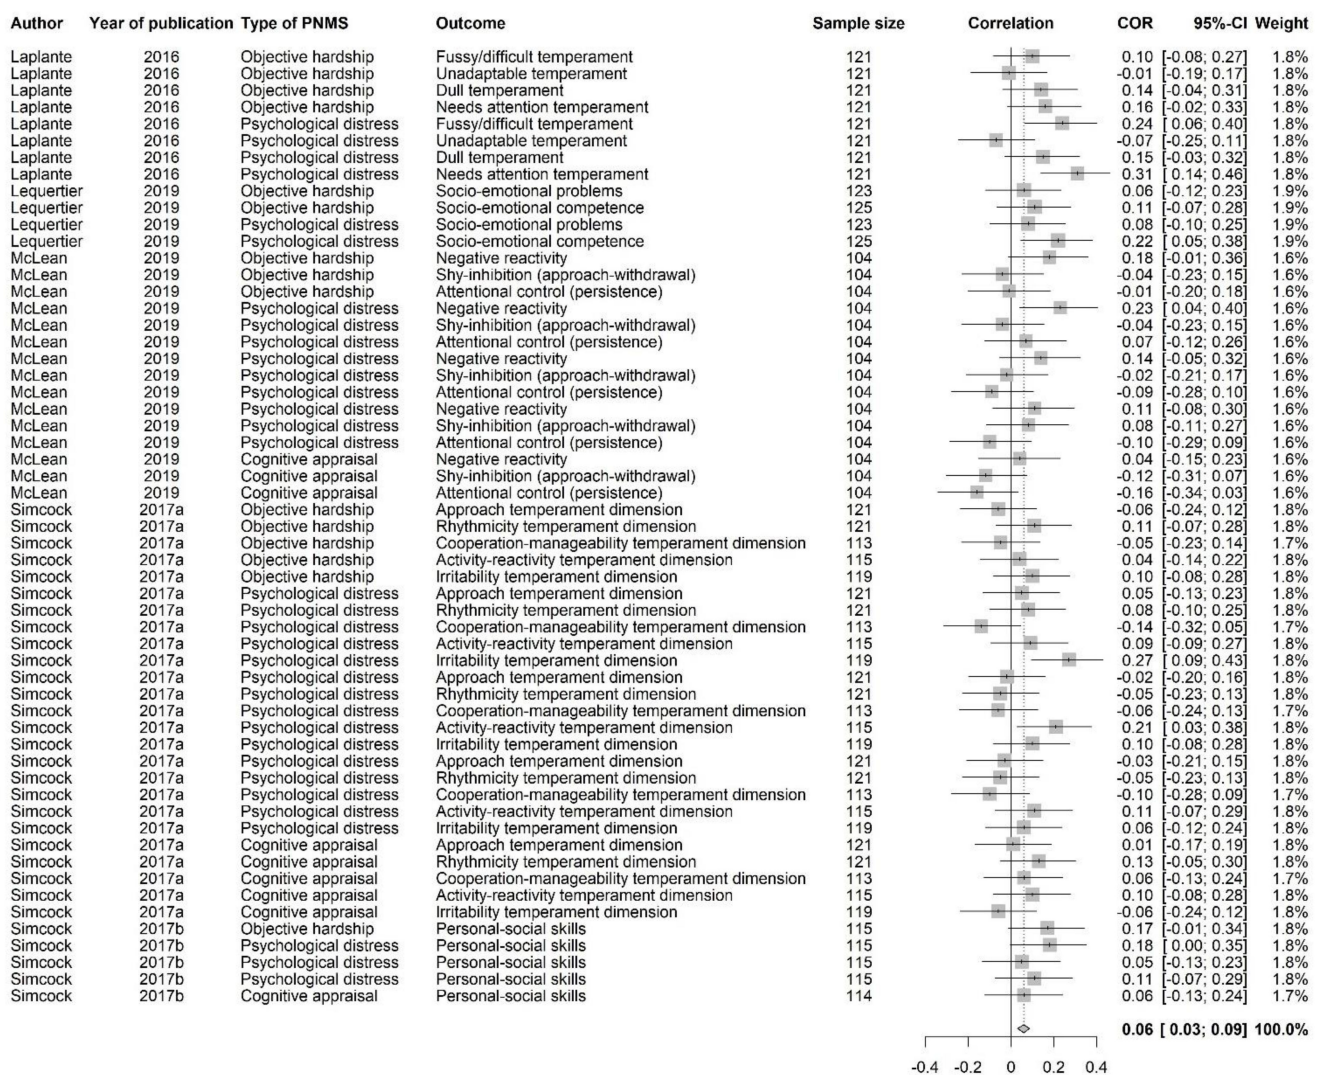 Author Year of publication Type of PNMS Outcome Sample size Correlation COR 95%-CI Weight
Laplante 2016 Objective hardship Fussy/difficult temperament 121 0.10 [-0.08; 0.27] 1.8%
Laplante 2016 Objective hardship Unadaptable temperament 121 -0.01 [-0.19; 0.17] 1.8%
Laplante 2016 Objective hardship Dull temperament 121 0.14 [-0.04; 0.31] 1.8%
Laplante 2016 Objective hardship Needs attention temperament 121 0.16 [-0.02; 0.33] 1.8%
Laplante 2016 Psychological distress Fussy/difficult temperament 121 0.24 [ 0.06; 0.40] 1.8%
Laplante 2016 Psychological distress Unadaptable temperament 121 -0.07 [-0.25; 0.11] 1.8%
Laplante 2016 Psychological distress Dull temperament 121 0.15 [-0.03; 0.32] 1.8%
Laplante 2016 Psychological distress Needs attention temperament 121 0.31 [ 0.14; 0.46] 1.8%
Lequertier 2019 Objective hardship Socio-emotional problems 123 0.06 [-0.12; 0.23] 1.9%
Lequertier 2019 Objective hardship Socio-emotional competence 125 0.11 [-0.07; 0.28] 1.9%
Lequertier 2019 Psychological distress Socio-emotional problems 123 0.08 [-0.10; 0.25] 1.9%
Lequertier 2019 Psychological distress Socio-emotional competence 125 0.22 [ 0.05; 0.38] 1.9%
McLean 2019 Objective hardship Negative reactivity 104 0.18 [-0.01; 0.36] 1.6%
McLean 2019 Objective hardship Shy-inhibition (approach-withdrawal) 104 -0.04 [-0.23; 0.15] 1.6%
McLean 2019 Objective hardship Attentional control (persistence) 104 -0.01 [-0.20; 0.18] 1.6%
McLean 2019 Psychological distress Negative reactivity 104 0.23 [ 0.04; 0.40] 1.6%
McLean 2019 Psychological distress Shy-inhibition (approach-withdrawal) 104 -0.04 [-0.23; 0.15] 1.6%
McLean 2019 Psychological distress Attentional control (persistence) 104 0.07 [-0.12; 0.26] 1.6%
McLean 2019 Psychological distress Negative reactivity 104 0.14 [-0.05; 0.32] 1.6%
McLean 2019 Psychological distress Shy-inhibition (approach-withdrawal) 104 -0.02 [-0.21; 0.17] 1.6%
McLean 2019 Psychological distress Attentional control (persistence) 104 -0.09 [-0.28; 0.10] 1.6%
McLean 2019 Psychological distress Negative reactivity 104 0.11 [-0.08; 0.30] 1.6%
McLean 2019 Psychological distress Shy-inhibition (approach-withdrawal) 104 0.08 [-0.11; 0.27] 1.6%
McLean 2019 Psychological distress Attentional control (persistence) 104 -0.10 [-0.29; 0.09] 1.6%
McLean 2019 Cognitive appraisal Negative reactivity 104 0.04 [-0.15; 0.23] 1.6%
McLean 2019 Cognitive appraisal Shy-inhibition (approach-withdrawal) 104 -0.12 [-0.31; 0.07] 1.6%
McLean 2019 Cognitive appraisal Attentional control (persistence) 104 -0.16 [-0.34; 0.03] 1.6%
Simcock 2017a Objective hardship Approach temperament dimension 121 -0.06 [-0.24; 0.12] 1.8%
Simcock 2017a Objective hardship Rhythmicity temperament dimension 121 0.11 [-0.07; 0.28] 1.8%
Simcock 2017a Objective hardship Cooperation-manageability temperament dimension 113 -0.05 [-0.23; 0.14] 1.7%
Simcock 2017a Objective hardship Activity-reactivity temperament dimension 115 0.04 [-0.14; 0.22] 1.8%
Simcock 2017a Objective hardship Irritability temperament dimension 119 0.10 [-0.08; 0.28] 1.8%
Simcock 2017a Psychological distress Approach temperament dimension 121 0.05 [-0.13; 0.23] 1.8%
Simcock 2017a Psychological distress Rhythmicity temperament dimension 121 0.08 [-0.10; 0.25] 1.8%
Simcock 2017a Psychological distress Cooperation-manageability temperament dimension 113 -0.14 [-0.32; 0.05] 1.7%
Simcock 2017a Psychological distress Activity-reactivity temperament dimension 115 0.09 [-0.09; 0.27] 1.8%
Simcock 2017a Psychological distress Irritability temperament dimension 119 0.27 [ 0.09; 0.43] 1.8%
Simcock 2017a Psychological distress Approach temperament dimension 121 -0.02 [-0.20; 0.16] 1.8%
Simcock 2017a Psychological distress Rhythmicity temperament dimension 121 -0.05 [-0.23; 0.13] 1.8%
Simcock 2017a Psychological distress Cooperation-manageability temperament dimension 113 -0.06 [-0.24; 0.13] 1.7%
Simcock 2017a Psychological distress Activity-reactivity temperament dimension 115 0.21 [ 0.03; 0.38] 1.8%
Simcock 2017a Psychological distress Irritability temperament dimension 119 0.10 [-0.08; 0.28] 1.8%
Simcock 2017a Psychological distress Approach temperament dimension 121 -0.03 [-0.21; 0.15] 1.8%
Simcock 2017a Psychological distress Rhythmicity temperament dimension 121 -0.05 [-0.23; 0.13] 1.8%
Simcock 2017a Psychological distress Cooperation-manageability temperament dimension 113 -0.10 [-0.28; 0.09] 1.7%
Simcock 2017a Psychological distress Activity-reactivity temperament dimension 115 0.11 [-0.07; 0.29] 1.8%
Simcock 2017a Psychological distress Irritability temperament dimension 119 0.06 [-0.12; 0.24] 1.8%
Simcock 2017a Cognitive appraisal Approach temperament dimension 121 0.01 [-0.17; 0.19] 1.8%
Simcock 2017a Cognitive appraisal Rhythmicity temperament dimension 121 0.13 [-0.05; 0.30] 1.8%
Simcock 2017a Cognitive appraisal Cooperation-manageability temperament dimension 113 0.06 [-0.13; 0.24] 1.7%
Simcock 2017a Cognitive appraisal Activity-reactivity temperament dimension 115 0.10 [-0.08; 0.28] 1.8%
Simcock 2017a Cognitive appraisal Irritability temperament dimension 119 -0.06 [-0.24; 0.12] 1.8%
Simcock 2017b Objective hardship Personal-social skills 115 0.17 [-0.01; 0.34] 1.8%
Simcock 2017b Psychological distress Personal-social skills 115 0.18 [ 0.00; 0.35] 1.8%
Simcock 2017b Psychological distress Personal-social skills 115 0.05 [-0.13; 0.23] 1.8%
Simcock 2017b Psychological distress Personal-social skills 115 0.11 [-0.07; 0.29] 1.8%
Simcock 2017b Cognitive appraisal Personal-social skills 114 0.06 [-0.13; 0.24] 1.7%
0.06 [ 0.03; 0.09] 100.0%
-0.4 -0.2 0 0.2 0.4